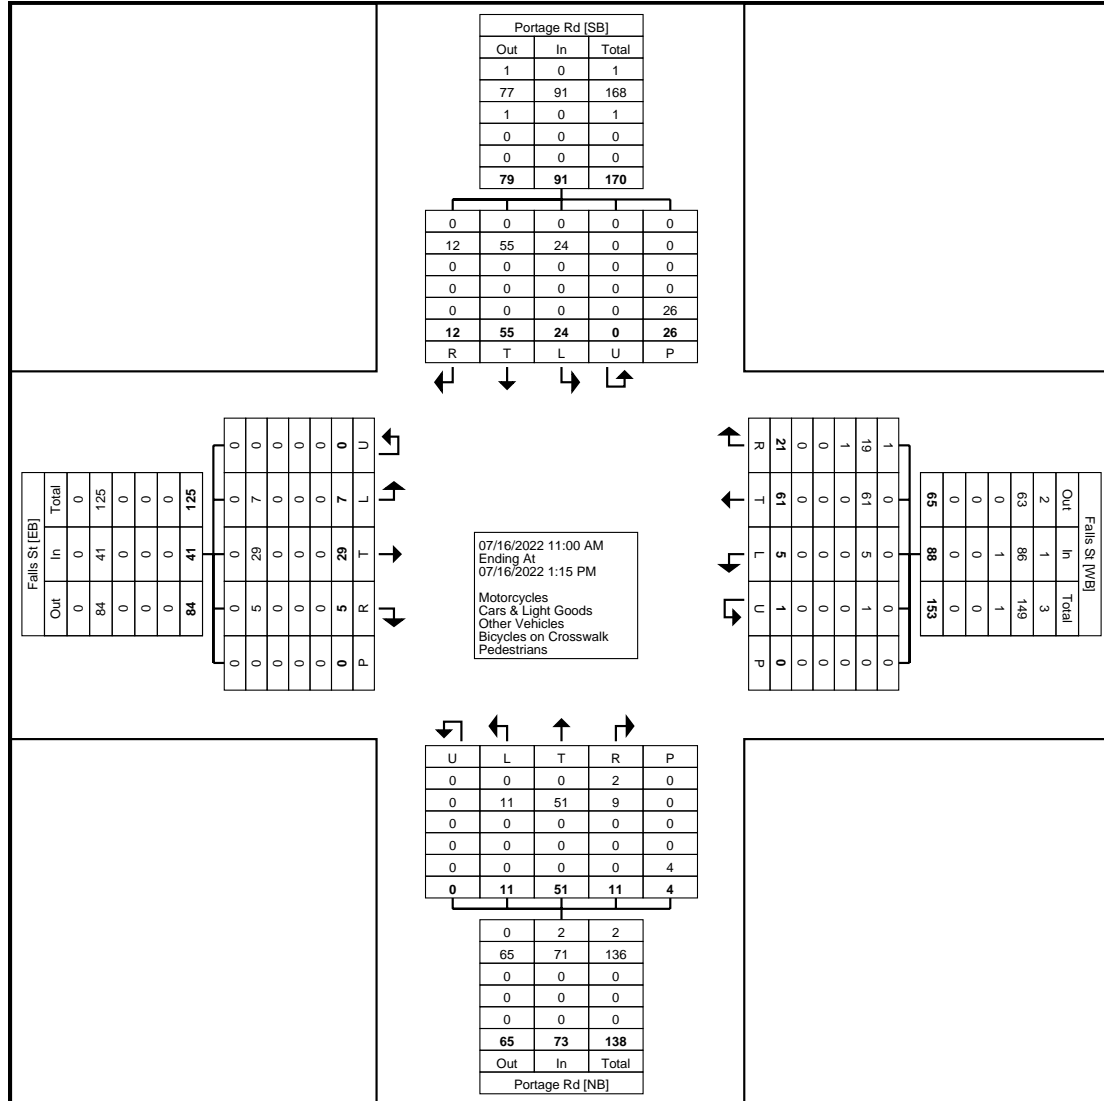 Portage Rd [SB]
Out In Total
1 0 1
77 91 168
1 0 1
0 0 0
0 0 0
79 91 170
0 0 0 0 0
12 55 24 0 0
0 0 0 0 0
0 0 0 0 0
0 0 0 0 26
12 55 24 0 26
R T L U P
U L T R P
0 7 29 5 0
0 0 0 0 0
0 0 0 0 0
0 0 0 0 0
0 7 29 5 0
0 0 0 0 0
125 41 84
0 0 0
0 0 0
0 0 0
125 41 84
0 0 0
Total In Out
Falls St [EB]
07/16/2022 11:00 AM
Ending At
07/16/2022 1:15 PM
Motorcycles
Cars & Light Goods
Other Vehicles
Bicycles on Crosswalk
Pedestrians
Falls St [WB]
Out In Total
2 1 3
63 86 149
0 1 1
0 0 0
0 0 0
65 88 153
1 0 0 0 0
19 61 5 1 0
1 0 0 0 0
0 0 0 0 0
0 0 0 0 0
21 61 5 1 0
R T L U P
U L T R P
0 0 0 2 0
0 11 51 9 0
0 0 0 0 0
0 0 0 0 0
0 0 0 0 4
0 11 51 11 4
0 2 2
65 71 136
0 0 0
0 0 0
0 0 0
65 73 138
Out In Total
Portage Rd [NB]